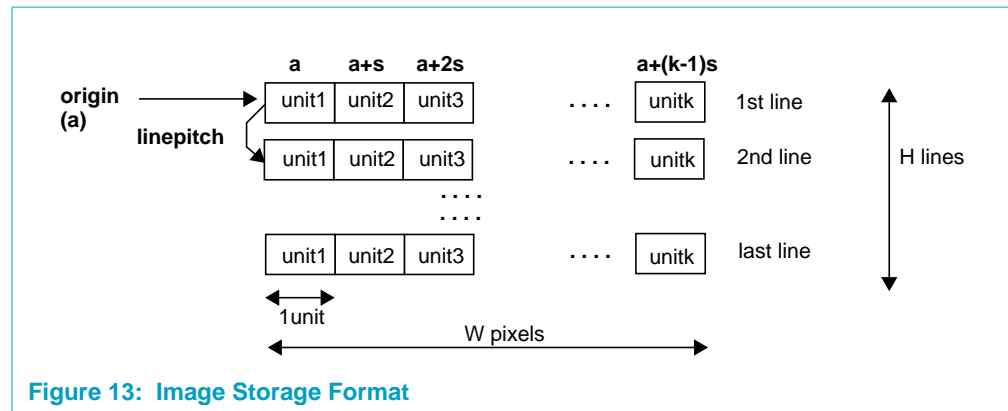 a a+s a+2s a+(k-1)s
origin
(a)
unit1 unit2 unit3 . . . . unitk 1st line
linepitch
unit1 unit2 unit3 . . . . unitk 2nd line
H lines
. . . .
. . . .
unit1 unit2 unit3 . . . . unitk last line
1unit
W pixels
Figure 13: Image Storage Format